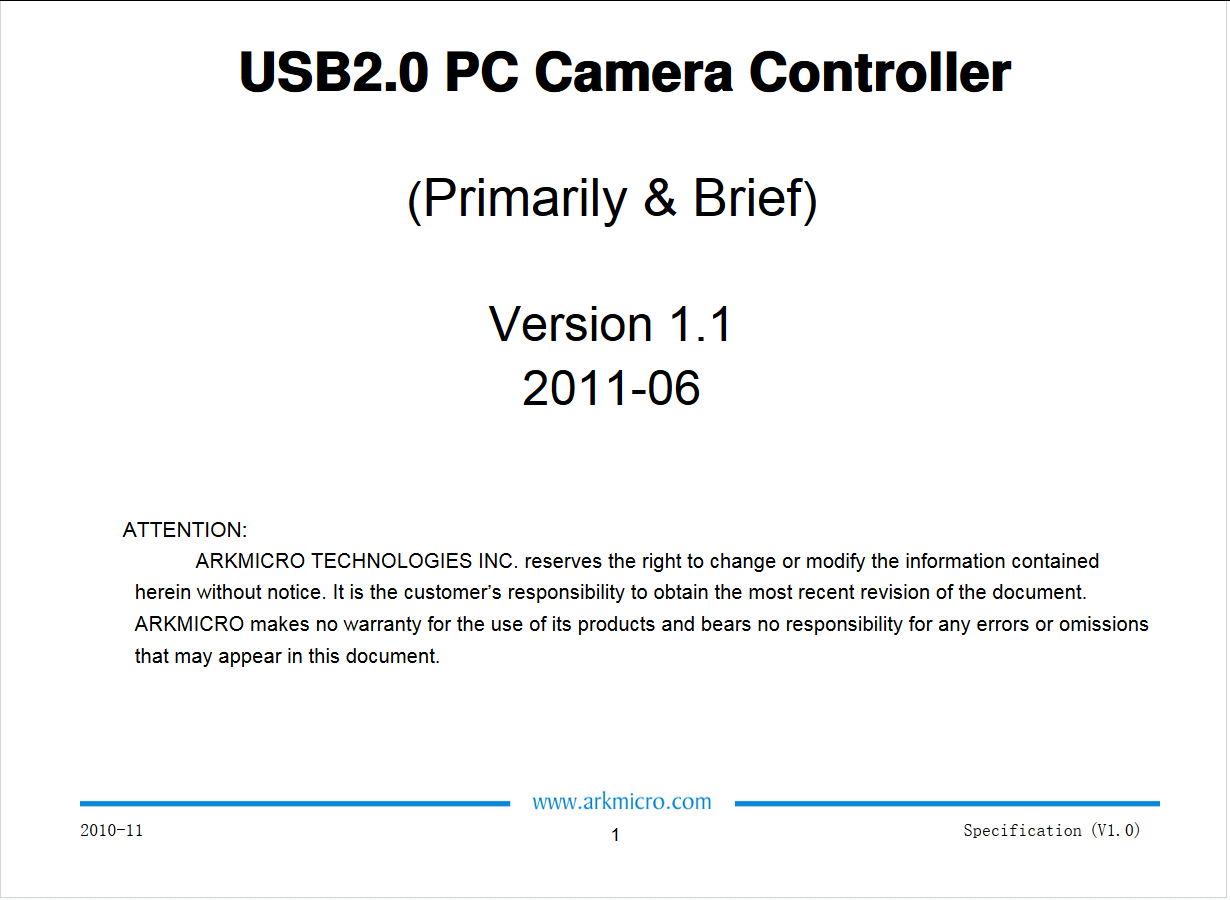 USB2.0 PC Camera Controller
(Primarily & Brief)
Version 1.1
2011-06
ATTENTION:
ARKMICRO TECHNOLOGIES INC. reserves the right to change or modify the information contained
herein without notice. It is the customer's responsibility to obtain the most recent revision of the document.
ARKMICRO makes no warranty for the use of its products and bears no responsibility for any errors or omissions
that may appear in this document.
www.arkmicro.com
2010-11
1
Specification (V1.0)